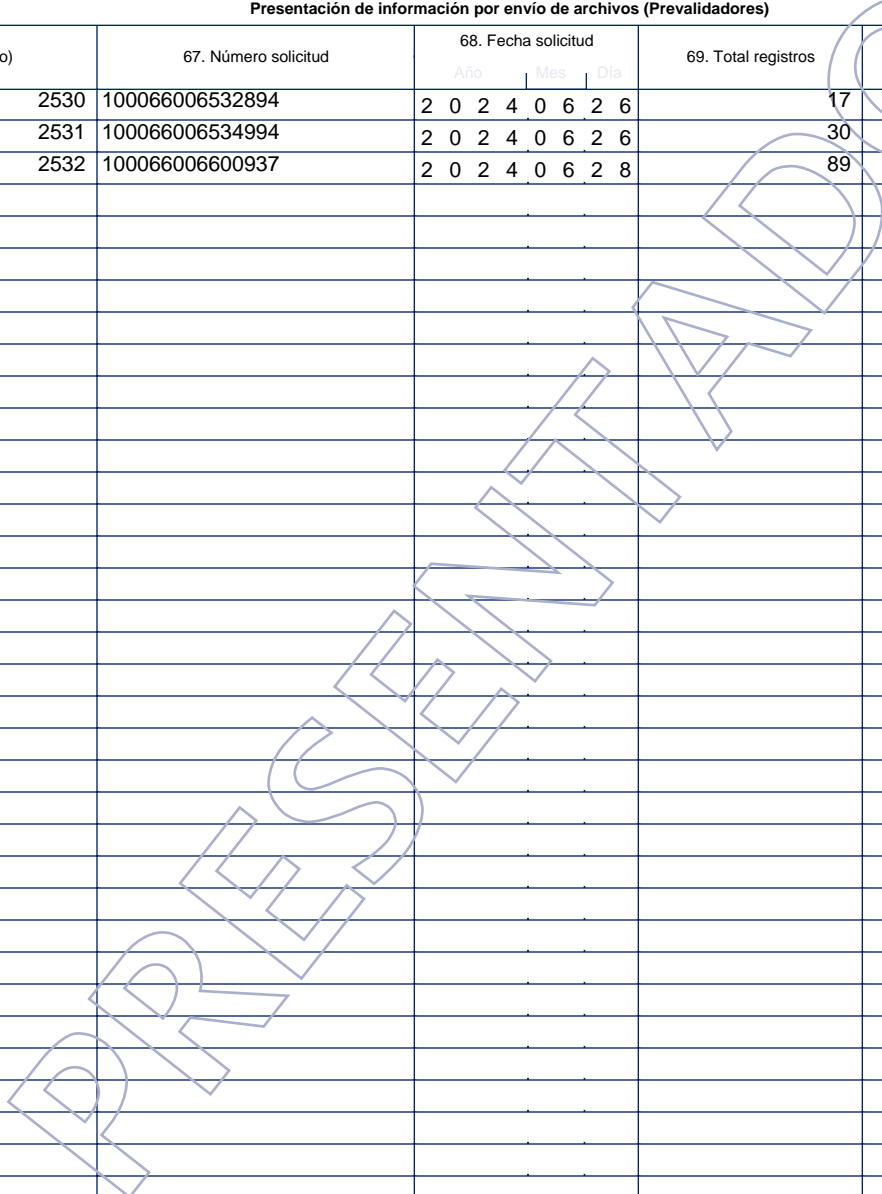 Presentación de información por envío de archivos (Prevalidadores)
o) 67. Número solicitud 68. Fecha solicitud 69. Total registros
Año Mes Día
2530 100066006532894 2 0 2 4 0 6 2 6 17
2531 100066006534994 2 0 2 4 0 6 2 6 30
2532 100066006600937 2 0 2 4 0 6 2 8 89
PRESENTADO